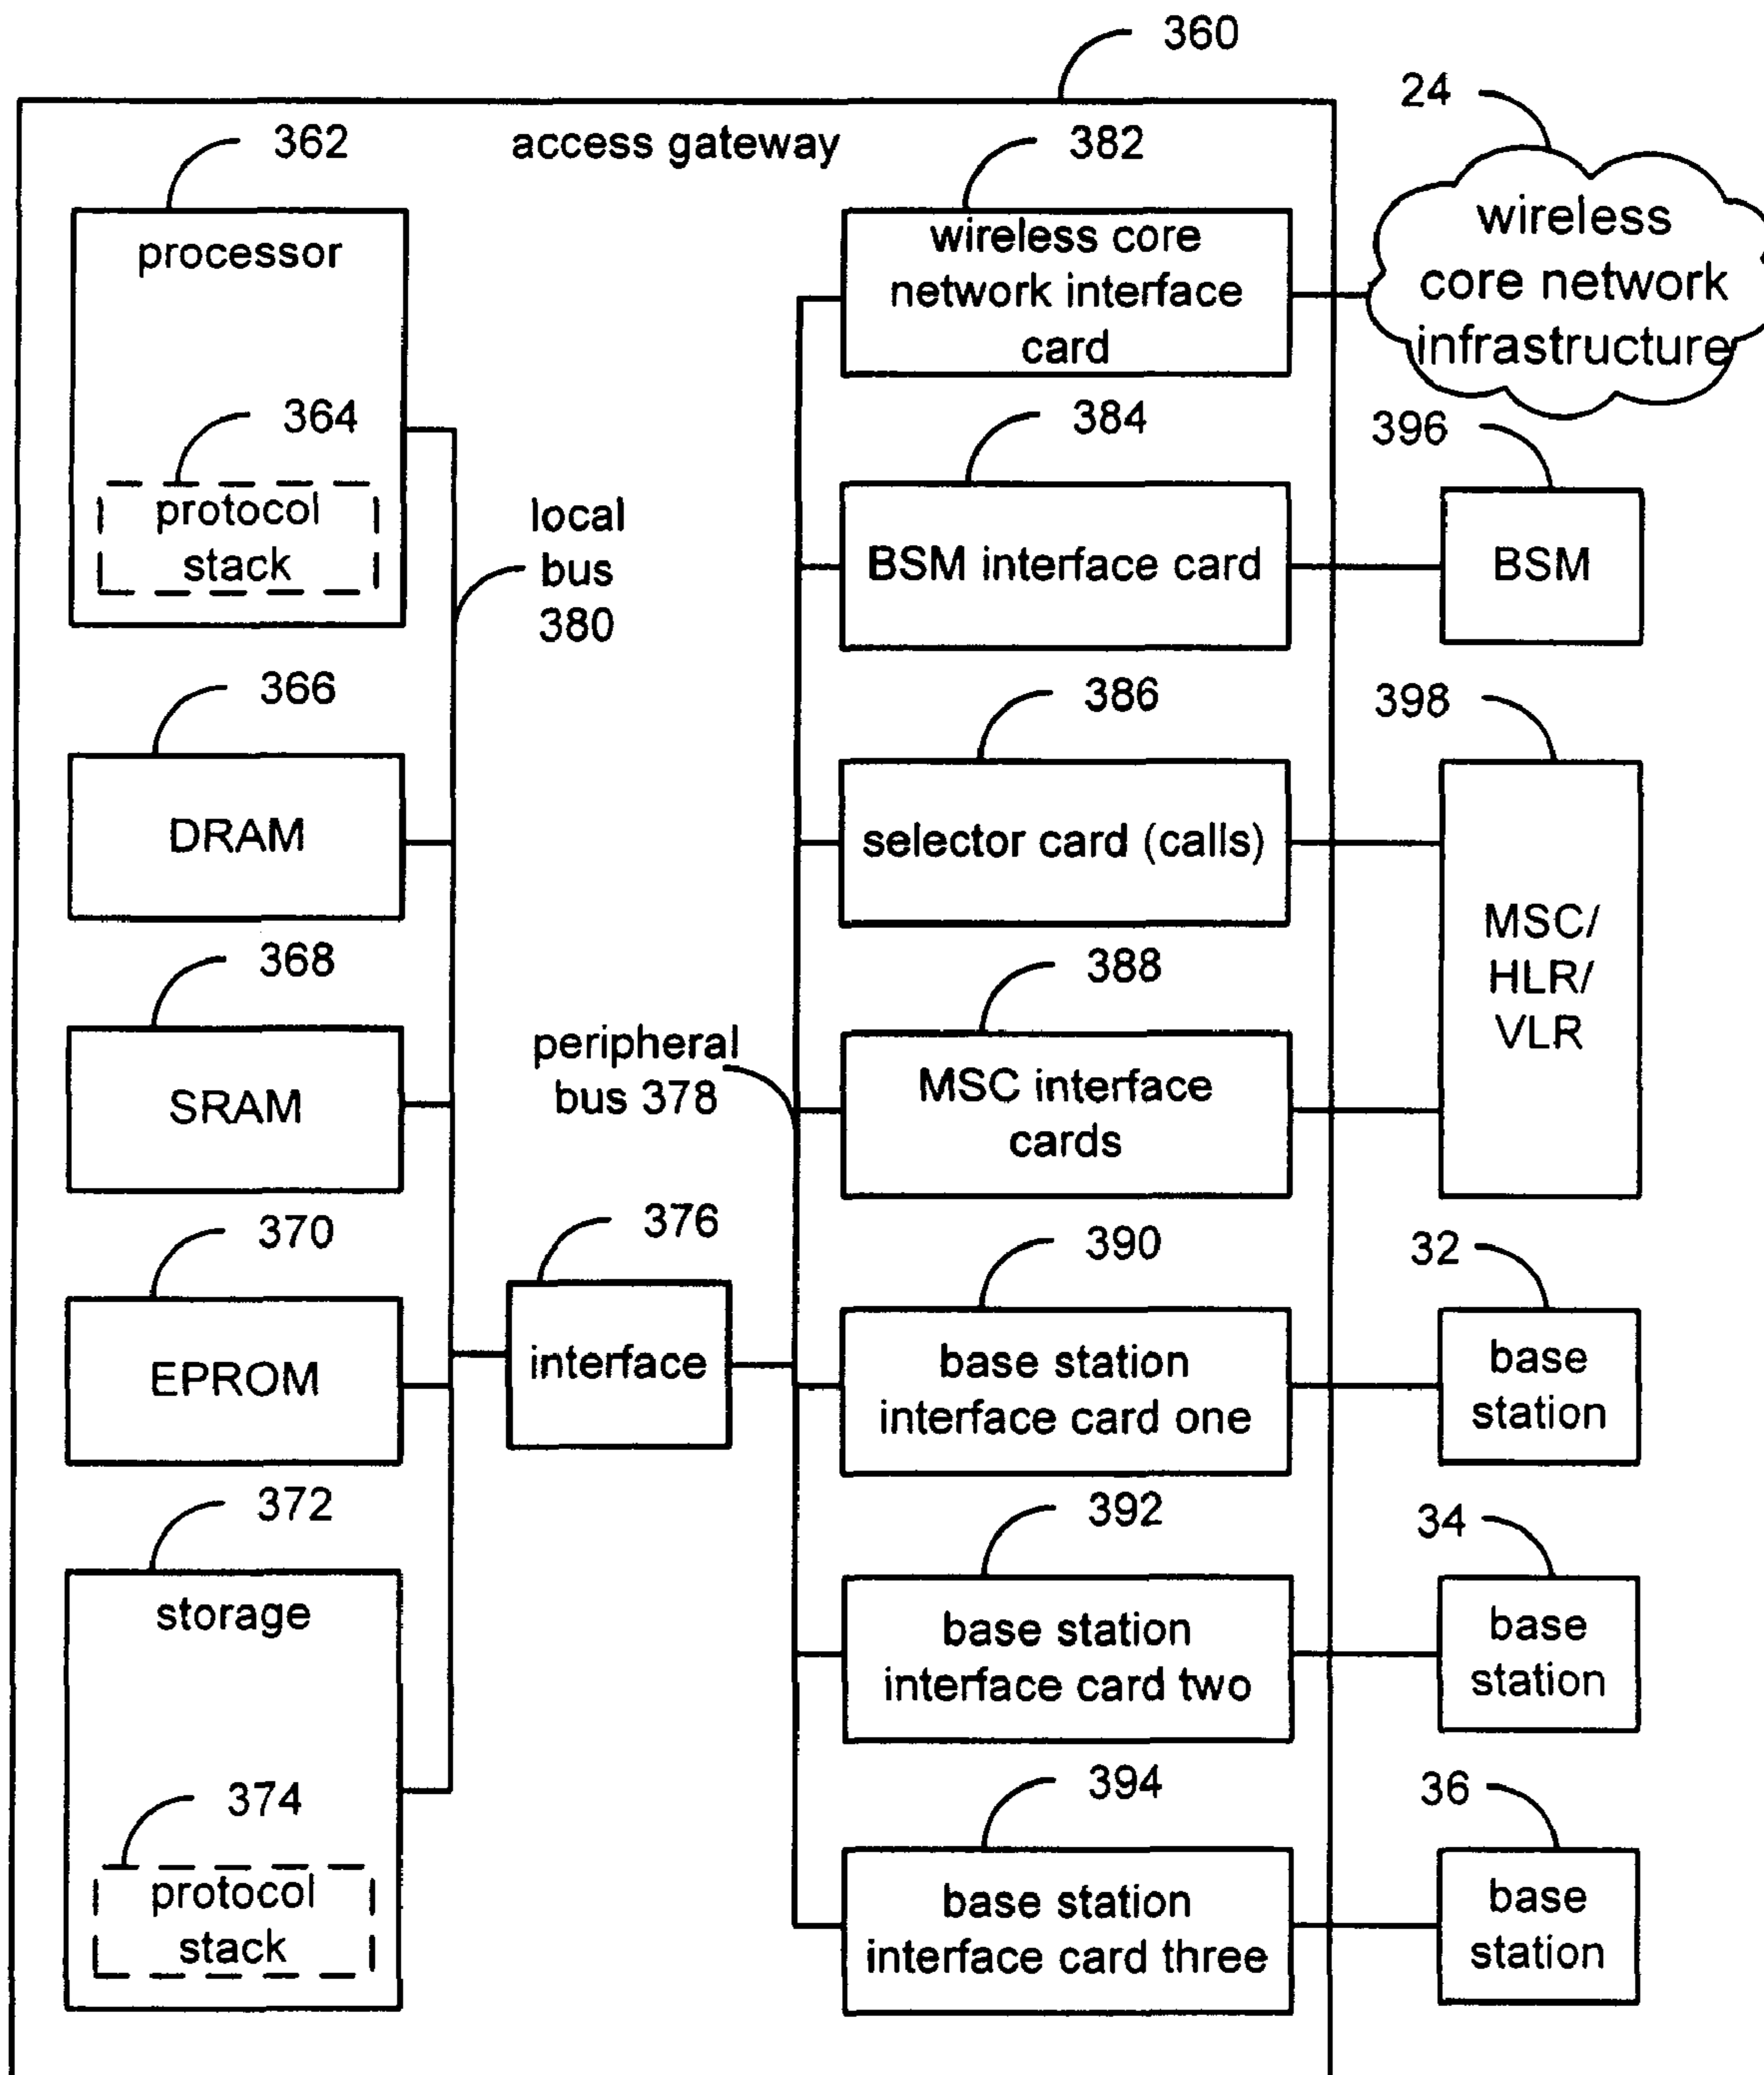 360
24
362
access gateway
382
processor
wireless core
network interface
card
wireless
core network
infrastructure
364
protocol
stack
local
bus
380
384
BSM interface card
396
BSM
366
DRAM
386
selector card (calls)
398
MSC/
HLR/
VLR
368
SRAM
peripheral
bus 378
388
MSC interface
cards
370
EPROM
376
interface
390
base station
interface card one
32
base
station
372
storage
392
base station
interface card two
34
base
station
374
protocol
stack
394
base station
interface card three
36
base
station